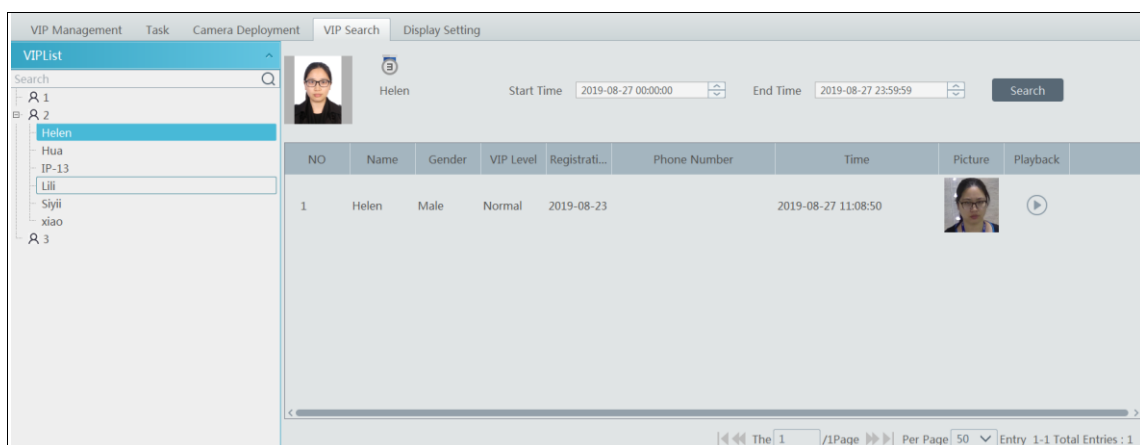 VIP Management Task Camera Deployment VIP Search Display Setting
VIPList
Search
1
2
Helen
Hua
IP-13
Lili
Siyii
xiao
3
3
Helen
Start Time 2019-08-27 00:00:00 End Time 2019-08-27 23:59:59 Search
NO Name Gender VIP Level Registrati... Phone Number Time Picture Playback
1 Helen Male Normal 2019-08-23 2019-08-27 11:08:50
The 1 /1Page Per Page 50 Entry 1-1 Total Entries : 1